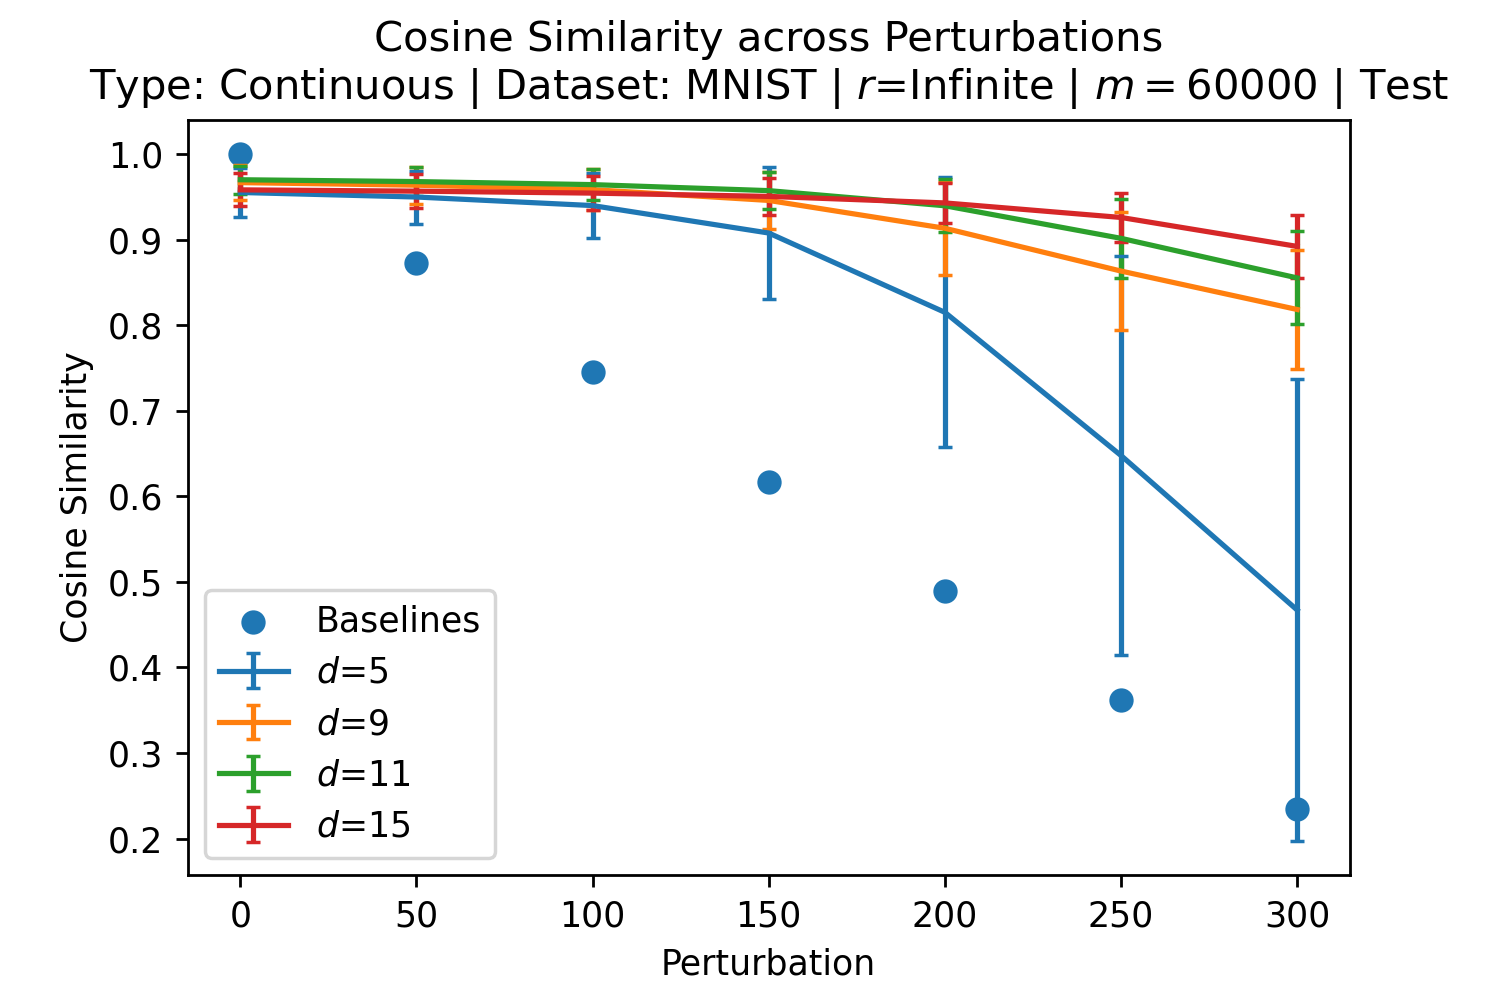 Cosine Similarity across Perturbations
Type: Continuous | Dataset: MNIST | r=Infinite | m = 60000 | Test
Cosine Similarity
1.0
0.9
0.8
0.7
0.6
0.5
0.4
0.3
0.2
Baselines
d=5
d=9
d=11
d=15
0 50 100 150 200 250 300
Perturbation